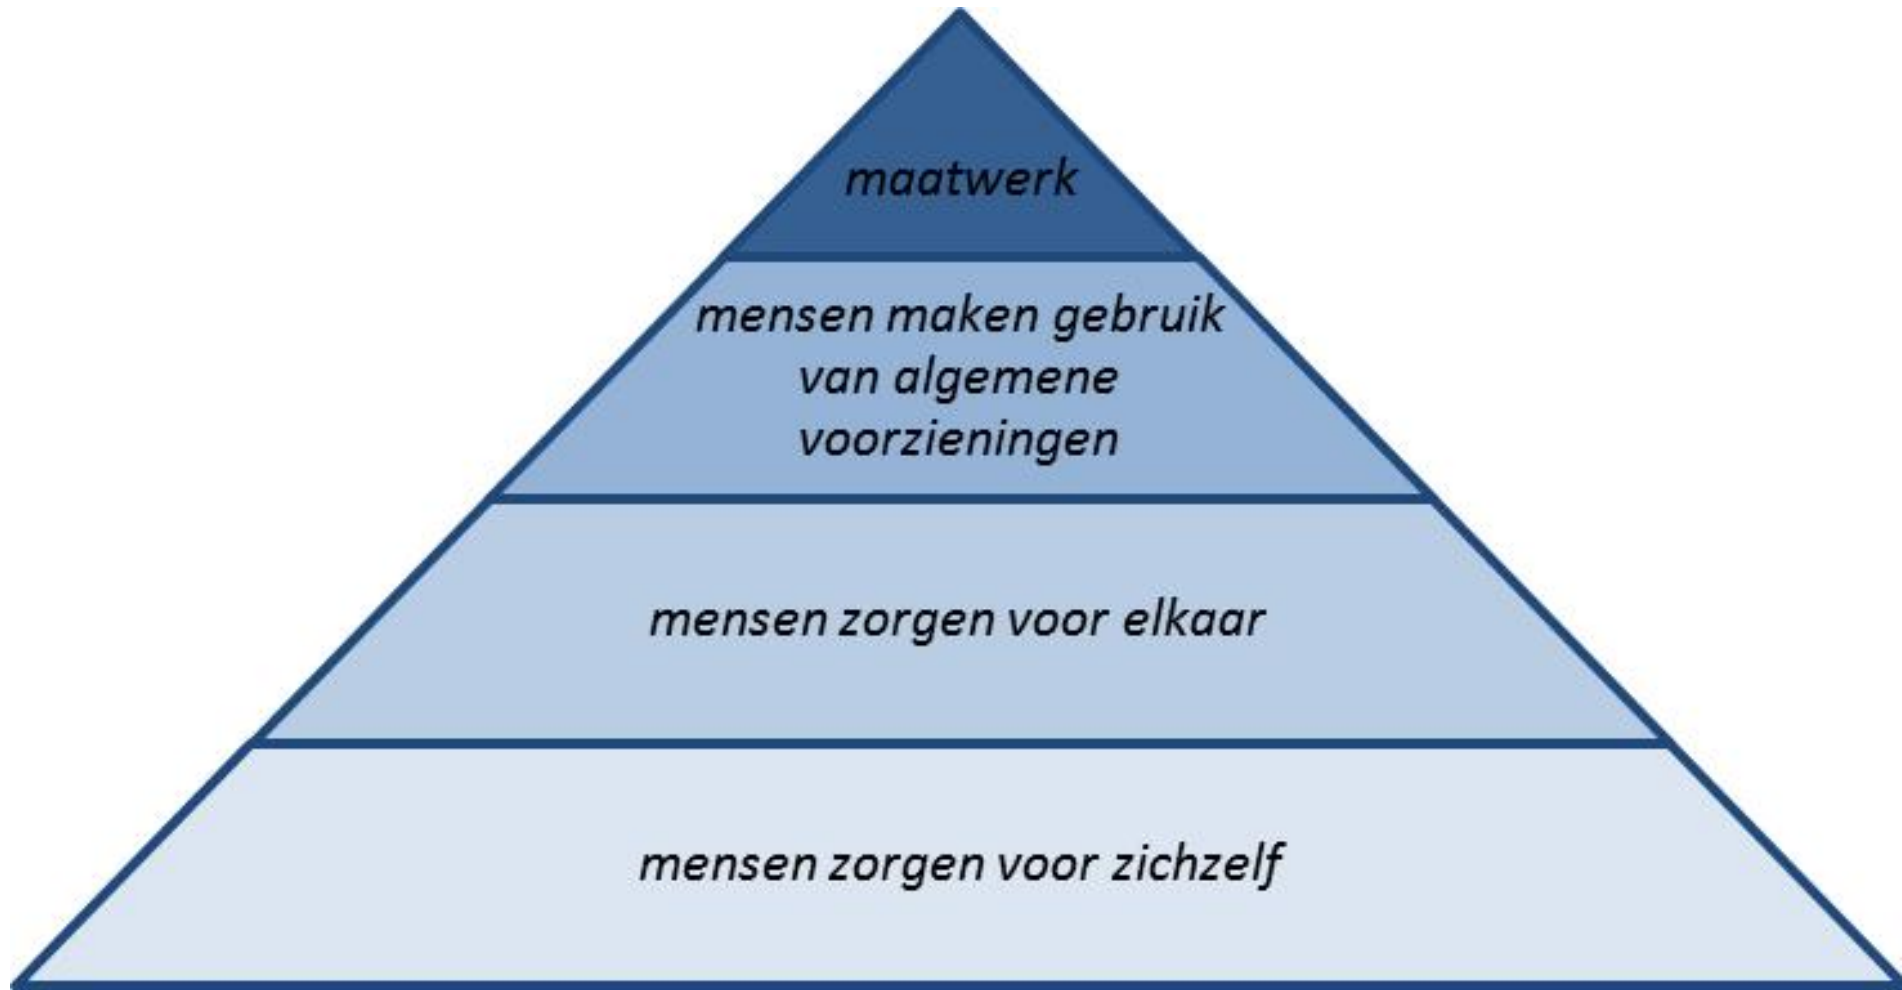 maatwerk
mensen maken gebruik
van algemene
voorzieningen
mensen zorgen voor elkaar
mensen zorgen voor zichzelf